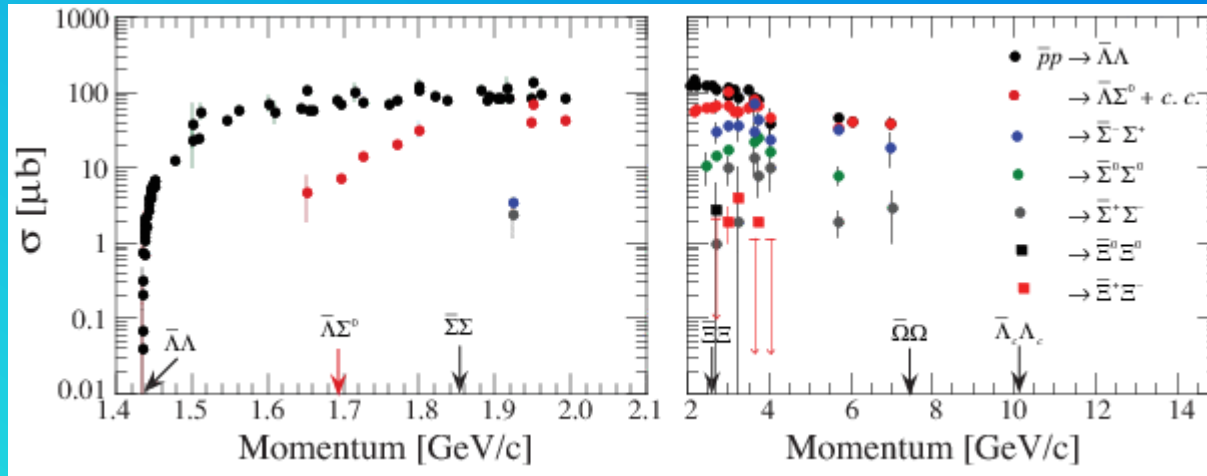 1000
100
10
1
0.1
0.01
σ [μb]
Λ̄Λ
Λ̄Σ⁰
Σ̄Σ
1.4 1.5 1.6 1.7 1.8 1.9 2.0 2.1
Momentum [GeV/c]
p̄p → Λ̄Λ
→ Λ̄Σ⁰ + c. c.
→ Σ̄⁻Σ⁺
→ Σ̄⁰Σ⁰
→ Σ̄⁺Σ⁻
→ Ξ̄⁰Ξ⁰
→ Ξ̄⁺Ξ⁻
Ξ̄Ξ
Ω̄Ω
Λ̄cΛc
2 4 6 8 10 12 14
Momentum [GeV/c]